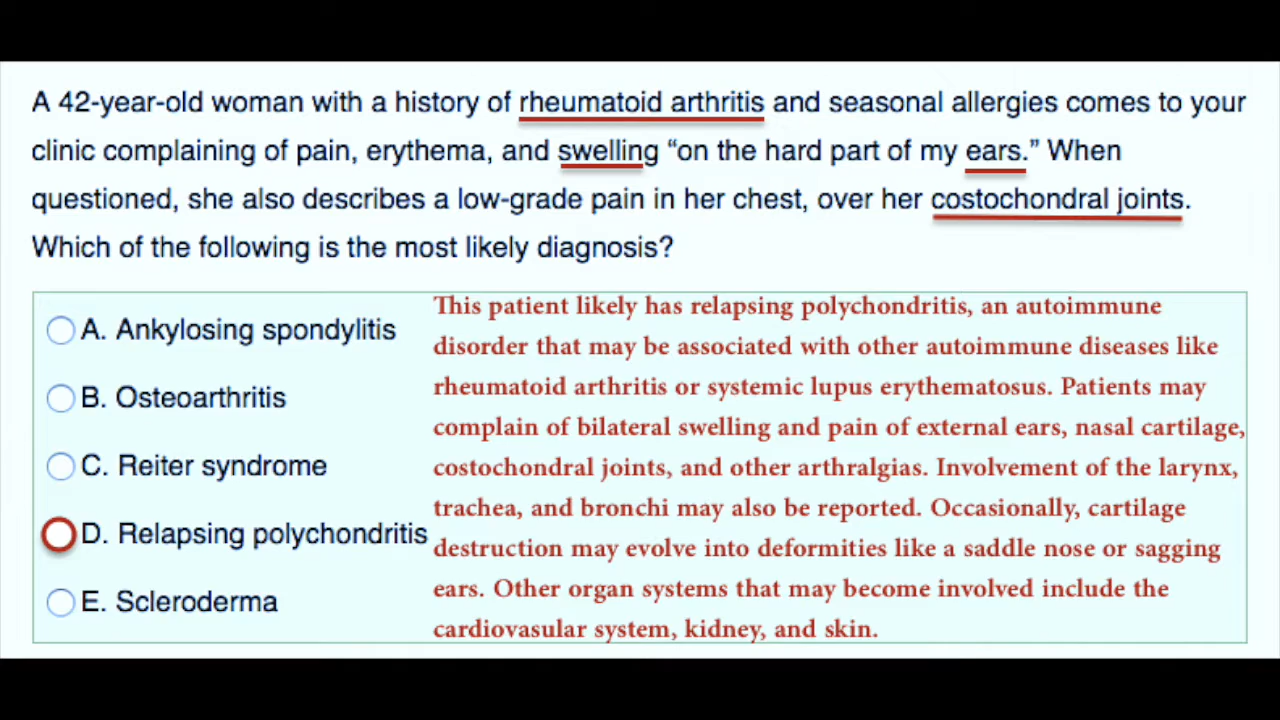 A 42-year-old woman with a history of rheumatoid arthritis and seasonal allergies comes to your
clinic complaining of pain, erythema, and swelling “on the hard part of my ears.” When
questioned, she also describes a low-grade pain in her chest, over her costochondral joints.
Which of the following is the most likely diagnosis?
A. Ankylosing spondylitis
B. Osteoarthritis
C. Reiter syndrome
D. Relapsing polychondritis
E. Scleroderma
This patient likely has relapsing polychondritis, an autoimmune
disorder that may be associated with other autoimmune diseases like
rheumatoid arthritis or systemic lupus erythematosus. Patients may
complain of bilateral swelling and pain of external ears, nasal cartilage,
costochondral joints, and other arthralgias. Involvement of the larynx,
trachea, and bronchi may also be reported. Occasionally, cartilage
destruction may evolve into deformities like a saddle nose or sagging
ears. Other organ systems that may become involved include the
cardiovasular system, kidney, and skin.